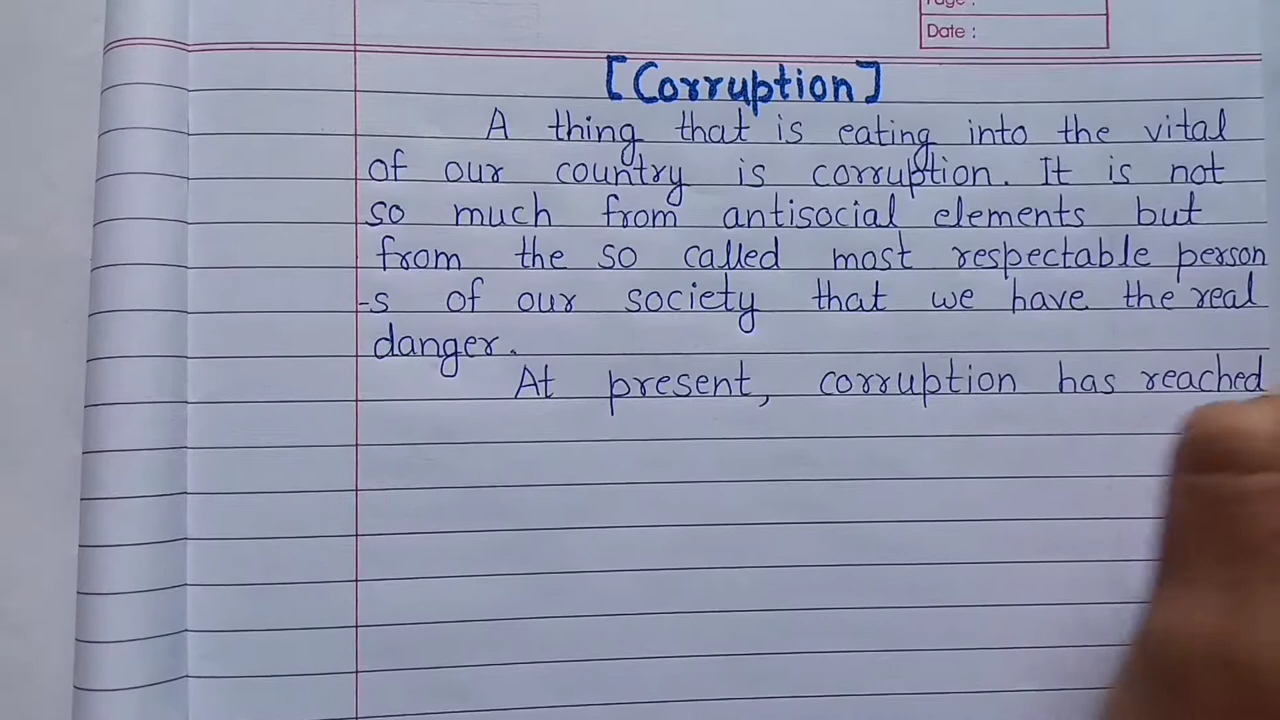 Page :
Date :
[Corruption]
A thing that is eating into the vital
of our country is corruption. It is not
so much from antisocial elements but
from the so called most respectable person
-s of our society that we have the real
danger.
At present, corruption has reached